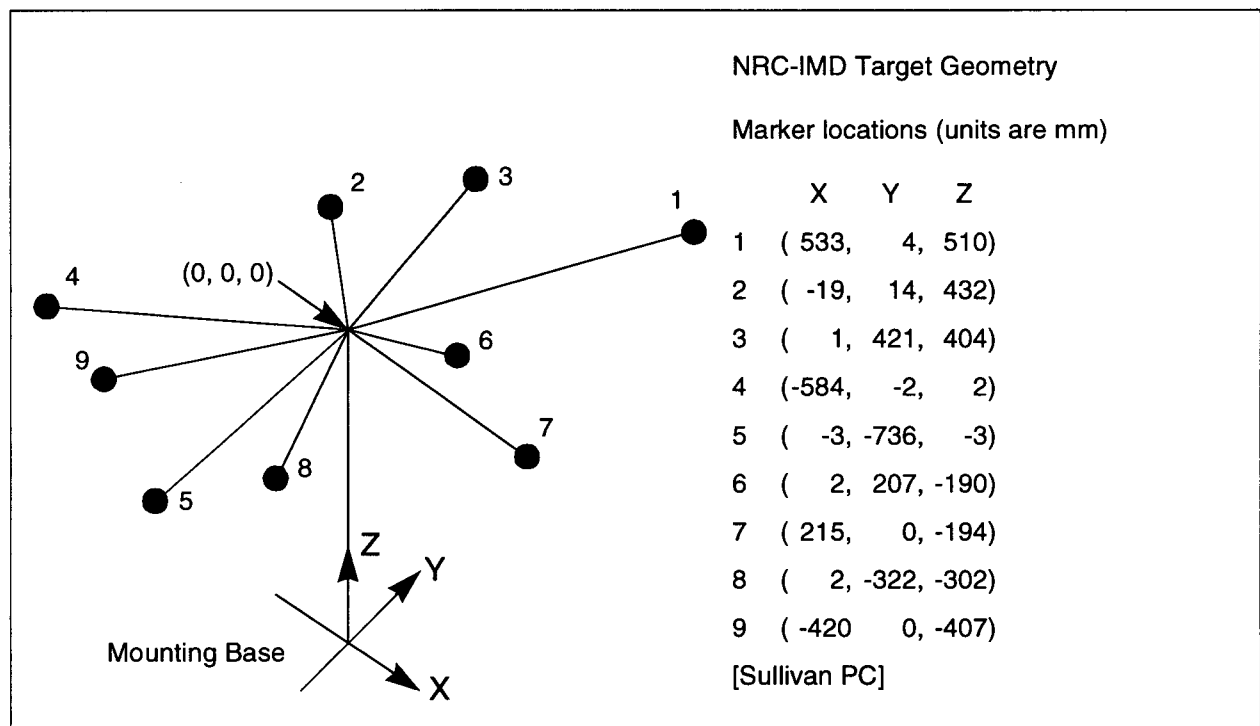 NRC-IMD Target Geometry
Marker locations (units are mm)
X Y Z
1 ( 533, 4, 510)
2 ( -19, 14, 432)
3 ( 1, 421, 404)
4 (-584, -2, 2)
5 ( -3, -736, -3)
6 ( 2, 207, -190)
7 ( 215, 0, -194)
8 ( 2, -322, -302)
9 ( -420 0, -407)
[Sullivan PC]
2
3
1
(0, 0, 0)
4
6
9
7
8
5
Z
Y
Mounting Base
X